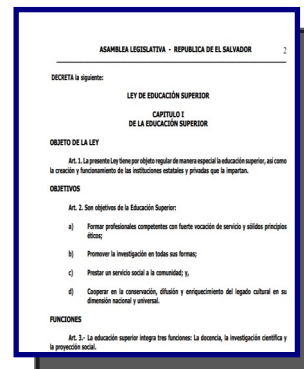 ASAMBLEA LEGISLATIVA - REPUBLICA DE EL SALVADOR 2
DECRETA la siguiente:
LEY DE EDUCACIÓN SUPERIOR
CAPITULO I
DE LA EDUCACIÓN SUPERIOR
OBJETO DE LA LEY
Art. 1. La presente Ley tiene por objeto regular de manera especial la educación superior, así como
la creación y funcionamiento de las instituciones estatales y privadas que la impartan.
OBJETIVOS
Art. 2. Son objetivos de la Educación Superior:
a) Formar profesionales competentes con fuerte vocación de servicio y sólidos principios
éticos;
b) Promover la investigación en todas sus formas;
c) Prestar un servicio social a la comunidad; y,
d) Cooperar en la conservación, difusión y enriquecimiento del legado cultural en su
dimensión nacional y universal.
FUNCIONES
Art. 3.- La educación superior integra tres funciones: La docencia, la investigación científica y
la proyección social.